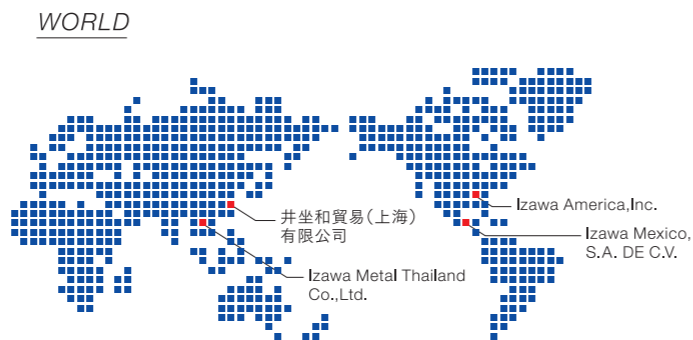 WORLD
井坐和貿易(上海)
有限公司
Izawa Metal Thailand
Co.,Ltd.
Izawa America,Inc.
Izawa Mexico,
S.A. DE C.V.